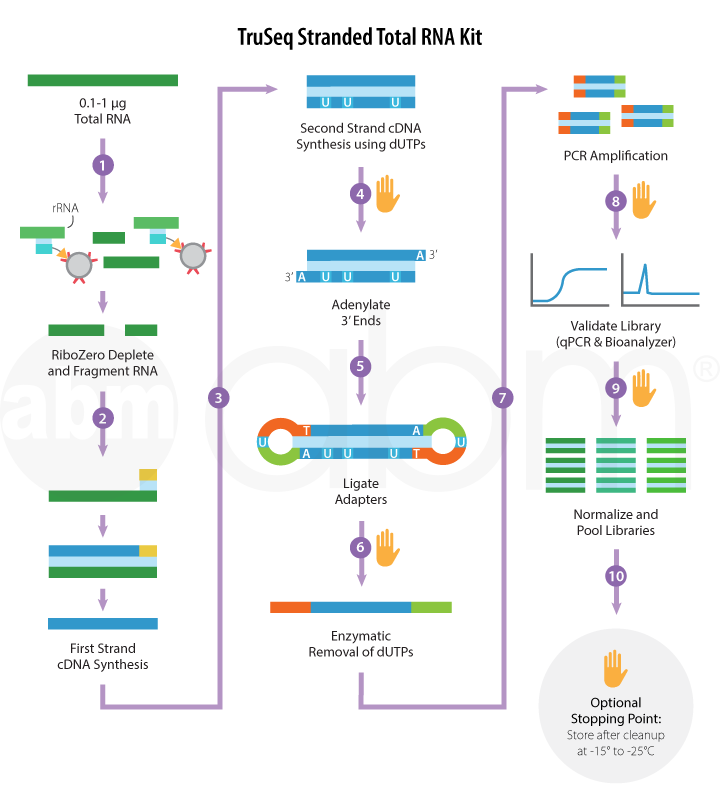 TruSeq Stranded Total RNA Kit
0.1-1 µg
Total RNA
1
rRNA
RiboZero Deplete
and Fragment RNA
2
First Strand
cDNA Synthesis
3
U U U
Second Strand cDNA
Synthesis using dUTPs
4
A 3’
3’ A U U U
Adenylate
3’ Ends
5
T A
U U
A U U U T
Ligate
Adapters
6
Enzymatic
Removal of dUTPs
7
PCR Amplification
8
Validate Library
(qPCR & Bioanalyzer)
9
Normalize and
Pool Libraries
10
Optional
Stopping Point:
Store after cleanup
at -15° to -25°C
abm abm ®